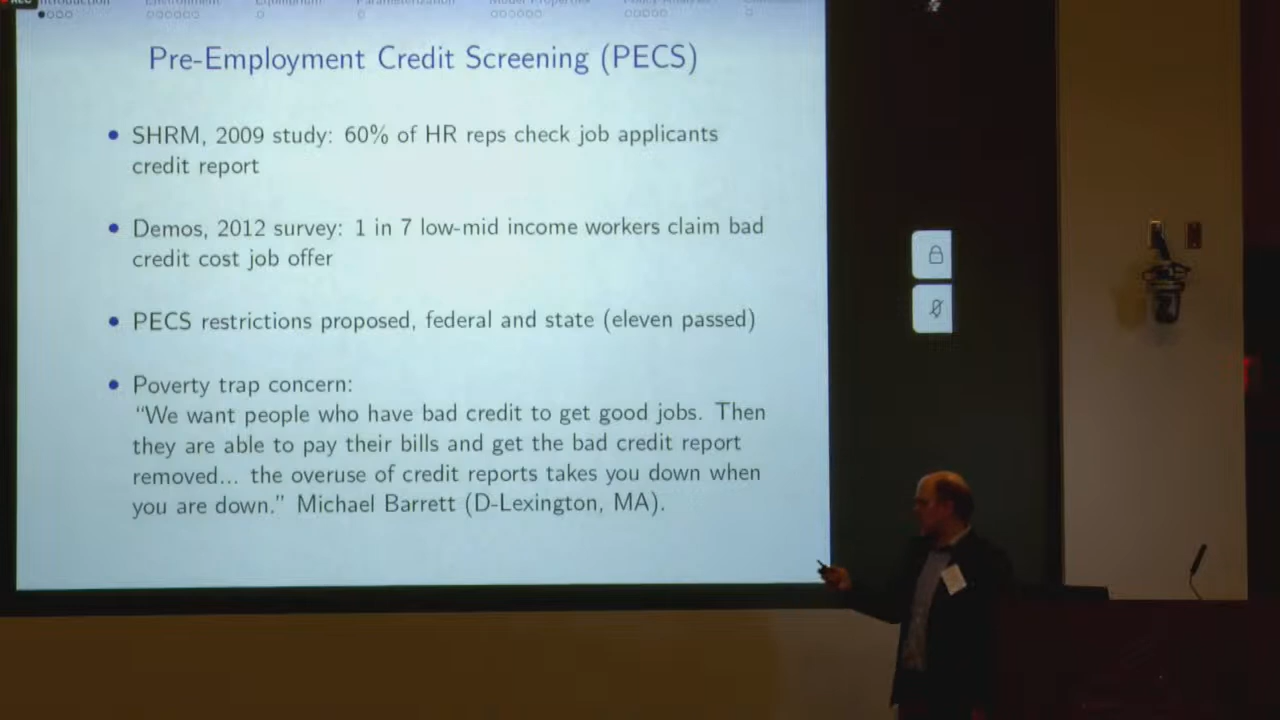 Pre-Employment Credit Screening (PECS)
SHRM, 2009 study: 60% of HR reps check job applicants
credit report
Demos, 2012 survey: 1 in 7 low-mid income workers claim bad
credit cost job offer
PECS restrictions proposed, federal and state (eleven passed)
Poverty trap concern:
“We want people who have bad credit to get good jobs. Then
they are able to pay their bills and get the bad credit report
removed... the overuse of credit reports takes you down when
you are down.” Michael Barrett (D-Lexington, MA).